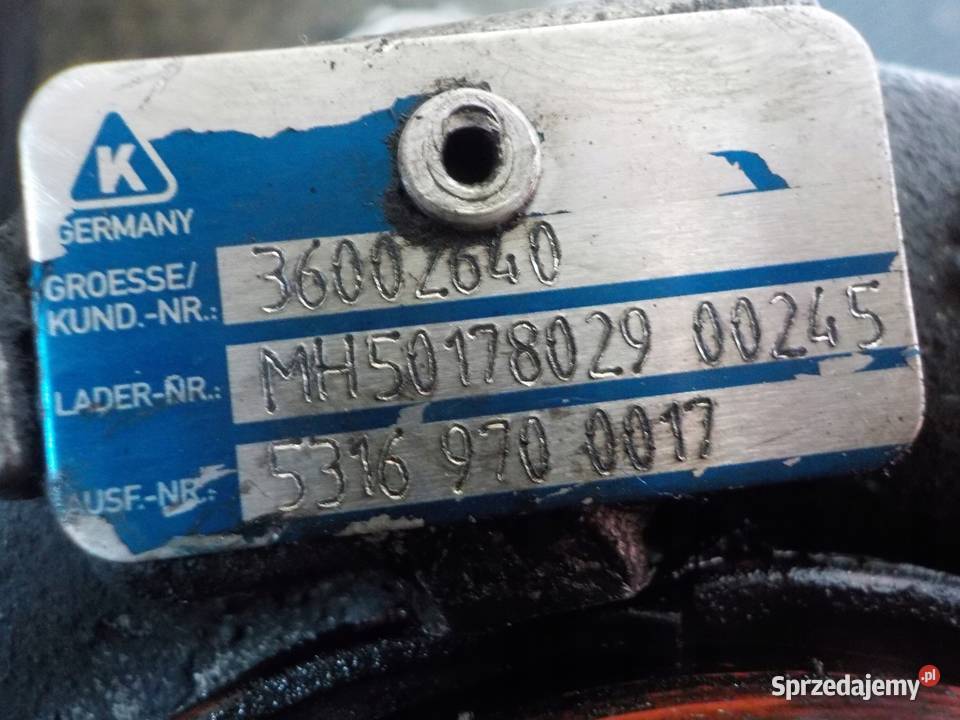 K
GERMANY
GROESSE/
KUND.-NR.: 36002640
LADER-NR.: MH50178029 00245
AUSF.-NR.: 5316 970 0017
Sprzedajemy.pl